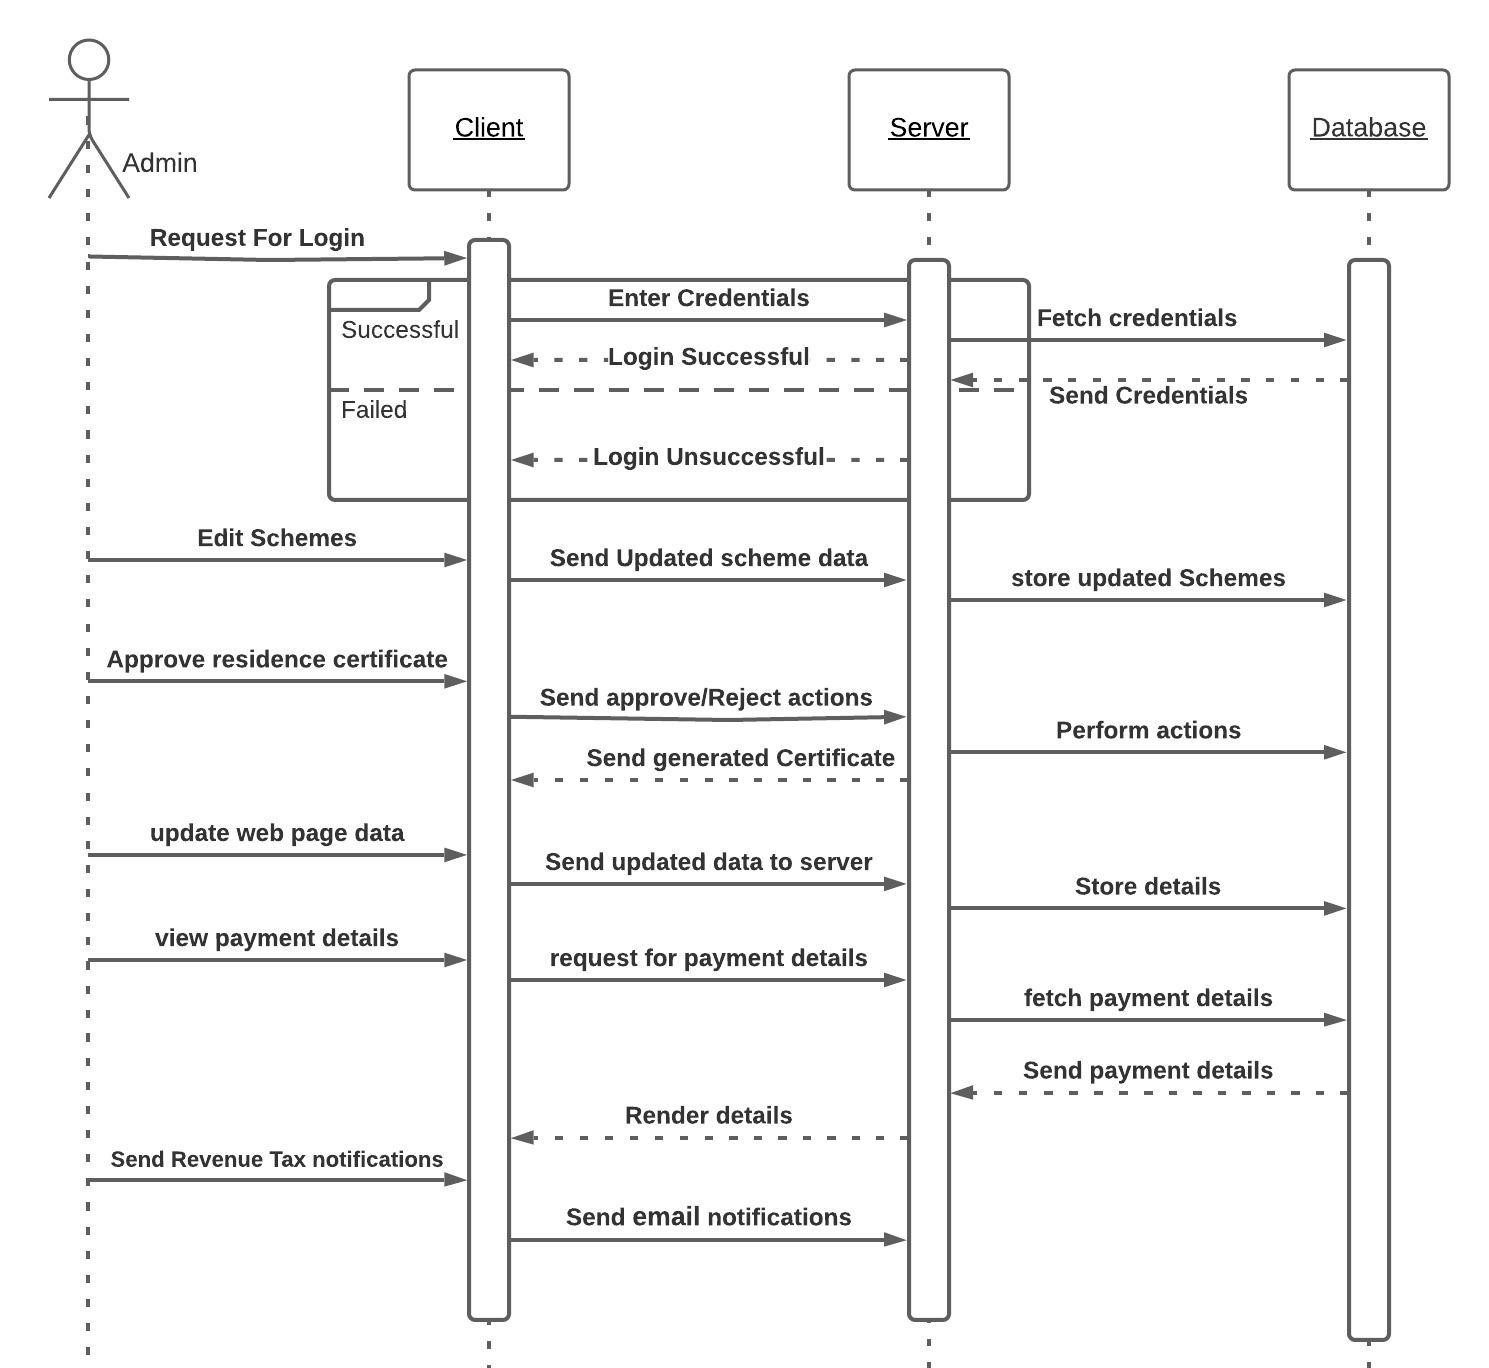 Admin
Client
Server
Database
Request For Login
Enter Credentials
Fetch credentials
Successful
Login Successful
Send Credentials
Failed
Login Unsuccessful
Edit Schemes
Send Updated scheme data
store updated Schemes
Approve residence certificate
Send approve/Reject actions
Perform actions
Send generated Certificate
update web page data
Send updated data to server
Store details
view payment details
request for payment details
fetch payment details
Send payment details
Render details
Send Revenue Tax notifications
Send email notifications